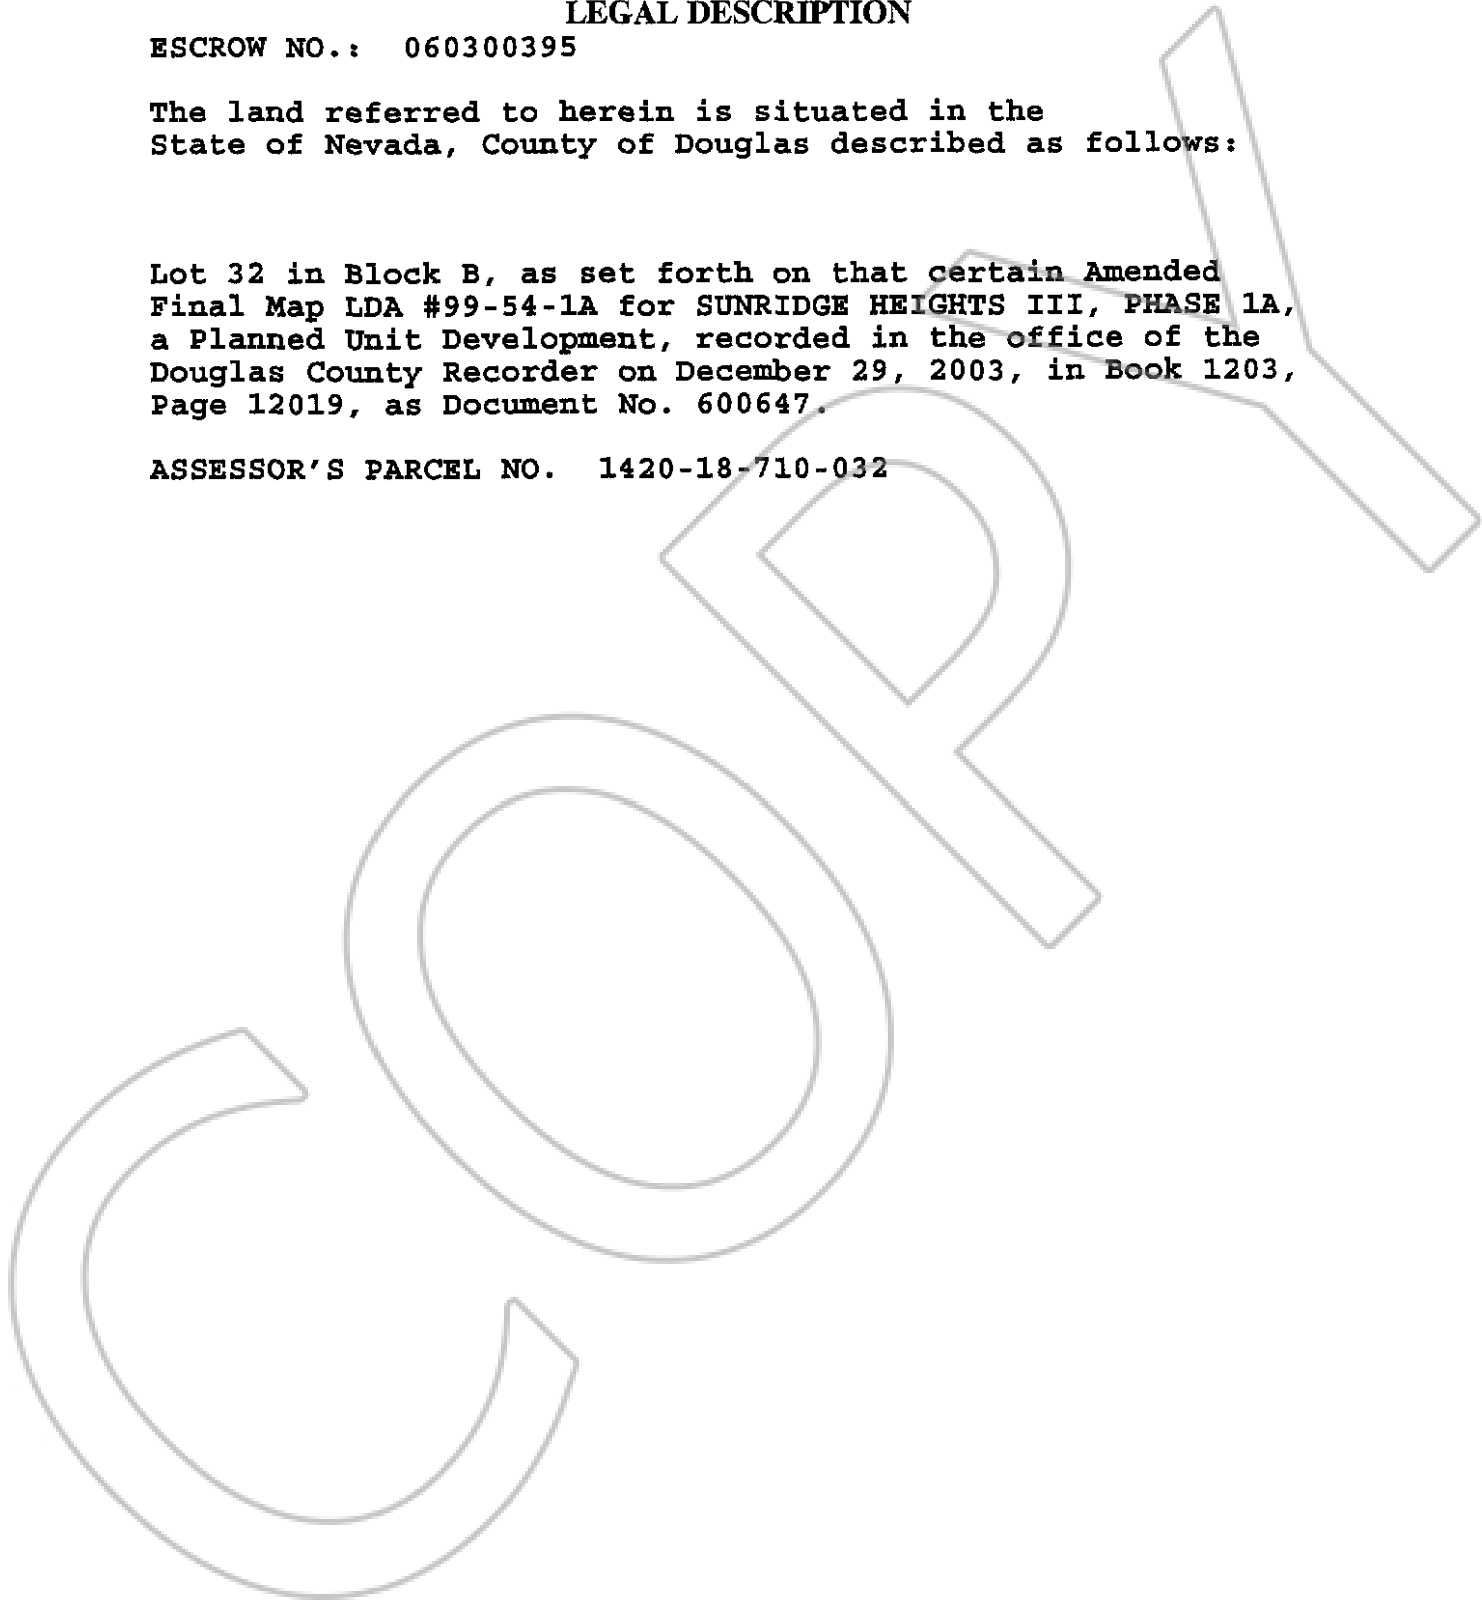 LEGAL DESCRIPTION
ESCROW NO.: 060300395
The land referred to herein is situated in the
State of Nevada, County of Douglas described as follows:
Lot 32 in Block B, as set forth on that certain Amended
Final Map LDA #99-54-1A for SUNRIDGE HEIGHTS III, PHASE 1A,
a Planned Unit Development, recorded in the office of the
Douglas County Recorder on December 29, 2003, in Book 1203,
Page 12019, as Document No. 600647.
ASSESSOR'S PARCEL NO. 1420-18-710-032
COPY